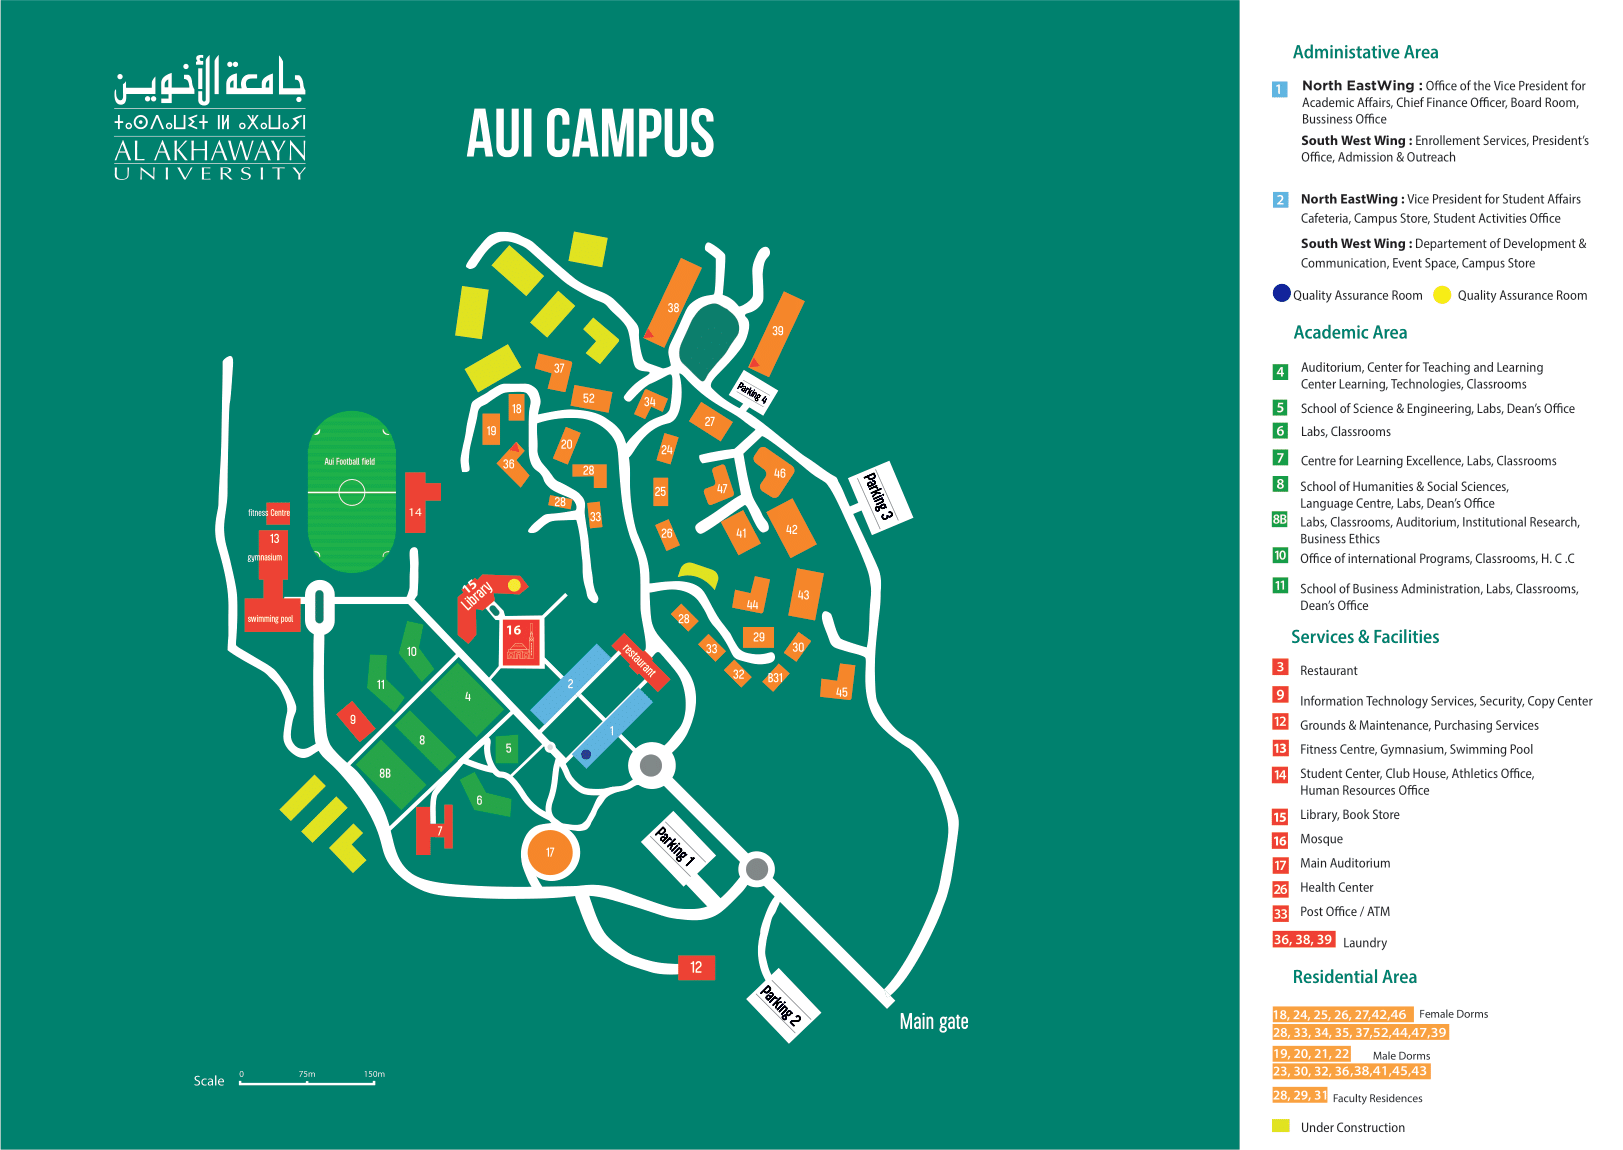 جامعة الأخوين
ⵜⴰⵙⴷⴰⵡⵉⵜ ⵏ ⵍⴰⵅⴰⵡⴰⵢⵏ
AL AKHAWAYN
UNIVERSITY
AUI CAMPUS
38
39
37
52
34
Parking 4
18
27
19
20
24
36
28
46
Aui Football field
47
25
28
Parking 3
14
33
fitness Centre
26
41
42
13
gymnasium
15
Library
44
43
swimming pool
28
16
29
33
30
10
restaurant
32
B31
11
2
45
4
9
1
8
5
8B
6
7
17
Parking 1
12
Parking 2
Main gate
Scale
0 75m 150m
Administative Area
1 North EastWing : Office of the Vice President for
Academic Affairs, Chief Finance Officer, Board Room,
Bussiness Office
South West Wing : Enrollement Services, President's
Office, Admission & Outreach
2 North EastWing : Vice President for Student Affairs
Cafeteria, Campus Store, Student Activities Office
South West Wing : Departement of Development &
Communication, Event Space, Campus Store
Quality Assurance Room Quality Assurance Room
Academic Area
4 Auditorium, Center for Teaching and Learning
Center Learning, Technologies, Classrooms
5 School of Science & Engineering, Labs, Dean's Office
6 Labs, Classrooms
7 Centre for Learning Excellence, Labs, Classrooms
8 School of Humanities & Social Sciences,
Language Centre, Labs, Dean's Office
8B Labs, Classrooms, Auditorium, Institutional Research,
Business Ethics
10 Office of international Programs, Classrooms, H. C .C
11 School of Business Administration, Labs, Classrooms,
Dean's Office
Services & Facilities
3 Restaurant
9 Information Technology Services, Security, Copy Center
12 Grounds & Maintenance, Purchasing Services
13 Fitness Centre, Gymnasium, Swimming Pool
14 Student Center, Club House, Athletics Office,
Human Resources Office
15 Library, Book Store
16 Mosque
17 Main Auditorium
26 Health Center
33 Post Office / ATM
36, 38, 39 Laundry
Residential Area
18, 24, 25, 26, 27,42,46 Female Dorms
28, 33, 34, 35, 37,52,44,47,39
19, 20, 21, 22 Male Dorms
23, 30, 32, 36,38,41,45,43
28, 29, 31 Faculty Residences
Under Construction